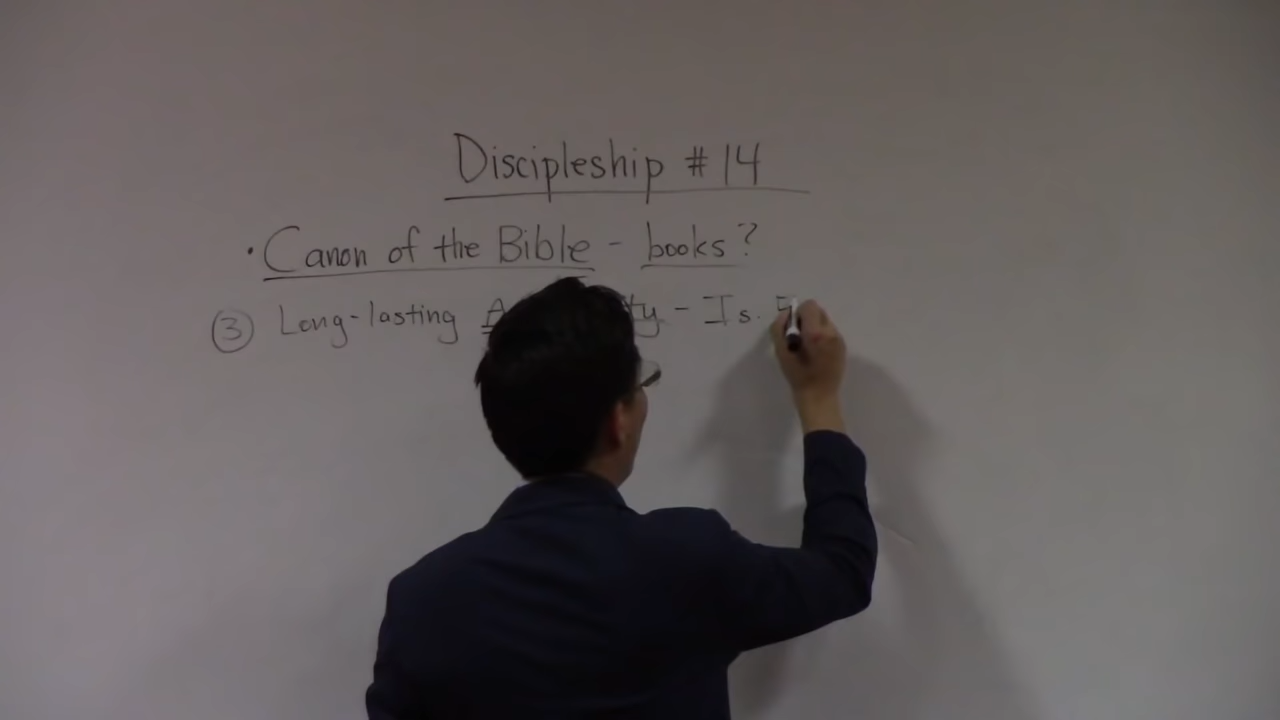 Discipleship #14
• Canon of the Bible - books?
③ Long-lasting - Is.